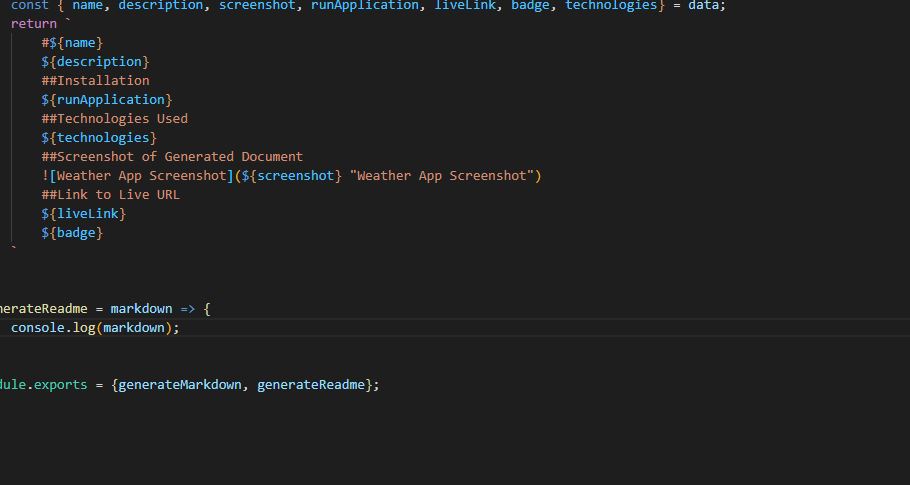 const { name, description, screenshot, runApplication, liveLink, badge, technologies} = data;
return `
#${name}
${description}
##Installation
${runApplication}
##Technologies Used
${technologies}
##Screenshot of Generated Document
![Weather App Screenshot](${screenshot} "Weather App Screenshot")
##Link to Live URL
${liveLink}
${badge}
`
nerateReadme = markdown => {
console.log(markdown);
dule.exports = {generateMarkdown, generateReadme};